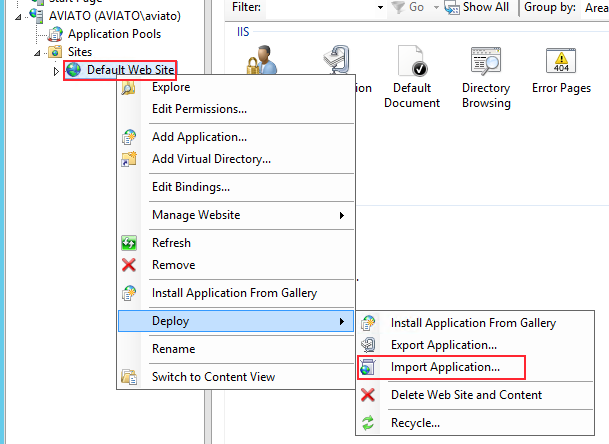 Start Page
AVIATO (AVIATO\aviato)
Application Pools
Sites
Default Web Site
Filter:
Go
Show All
Group by:
Area
IIS
Default Document
Directory Browsing
Error Pages
404
Explore
Edit Permissions...
Add Application...
Add Virtual Directory...
Edit Bindings...
Manage Website
Refresh
Remove
Install Application From Gallery
Deploy
Rename
Switch to Content View
Install Application From Gallery
Export Application...
Import Application...
Delete Web Site and Content
Recycle...